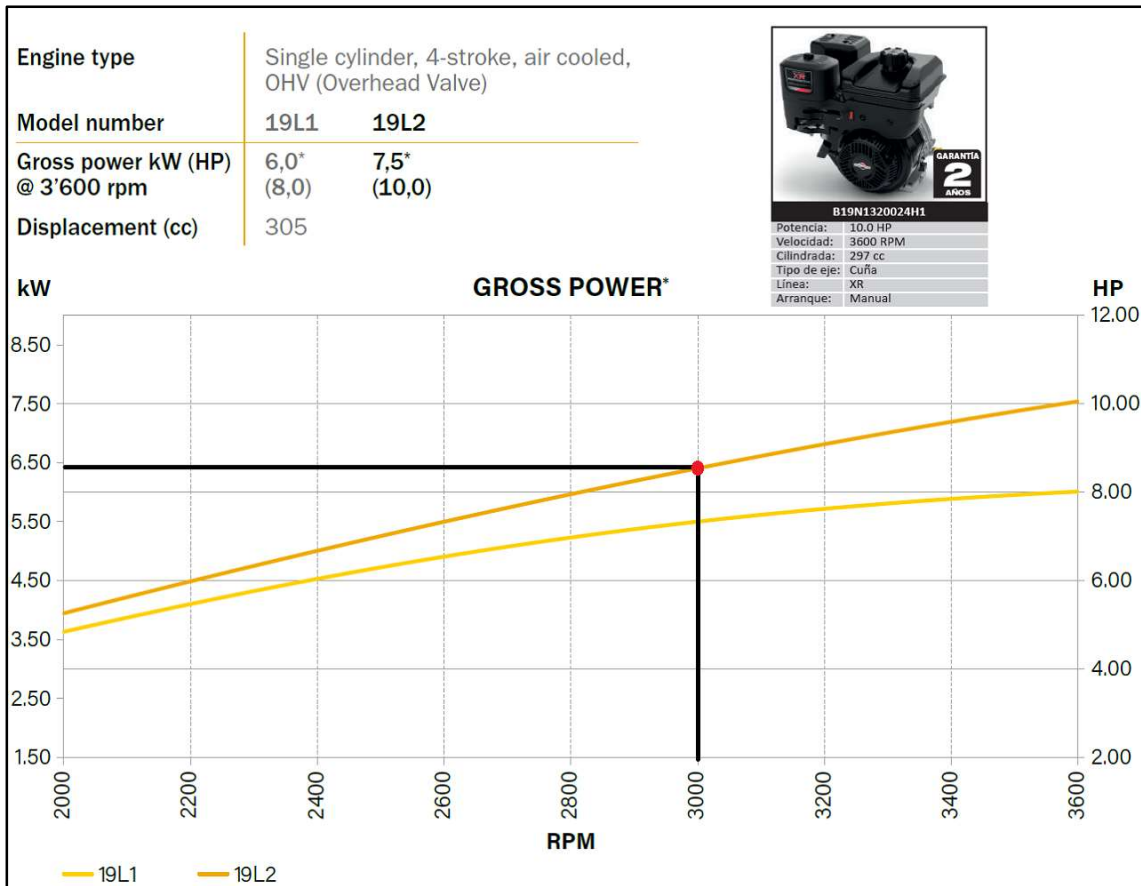 Engine type
Single cylinder, 4-stroke, air cooled,
OHV (Overhead Valve)
Model number 19L1 19L2
Gross power kW (HP) 6,0* 7,5*
@ 3'600 rpm (8,0) (10,0)
Displacement (cc) 305
XR
GARANTÍA
2
AÑOS
B19N1320024H1
Potencia: 10.0 HP
Velocidad: 3600 RPM
Cilindrada: 297 cc
Tipo de eje: Cuña
Línea: XR
Arranque: Manual
kW GROSS POWER* HP
12.00
8.50
7.50 10.00
6.50
8.00
5.50
4.50 6.00
3.50
4.00
2.50
1.50 2.00
2000 2200 2400 2600 2800 3000 3200 3400 3600
RPM
19L1 19L2